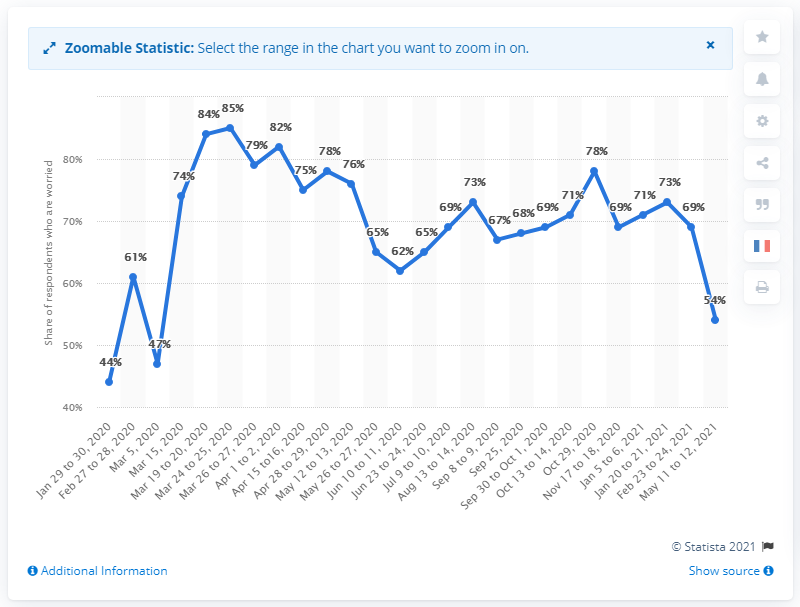 Zoomable Statistic: Select the range in the chart you want to zoom in on.
Share of respondents who are worried
80%
70%
60%
50%
40%
44%
61%
47%
74%
84%
85%
79%
82%
75%
78%
76%
65%
62%
65%
69%
73%
67%
68%
69%
71%
78%
69%
71%
73%
69%
54%
Jan 29 to 30, 2020
Feb 27 to 28, 2020
Mar 5, 2020
Mar 15, 2020
Mar 19 to 20, 2020
Mar 24 to 25, 2020
Mar 26 to 27, 2020
Apr 1 to 2, 2020
Apr 15 to16, 2020
Apr 28 to 29, 2020
May 12 to 13, 2020
May 26 to 27, 2020
Jun 10 to 11, 2020
Jun 23 to 24, 2020
Jul 9 to 10, 2020
Aug 13 to 14, 2020
Sep 8 to 9, 2020
Sep 25, 2020
Sep 30 to Oct 1, 2020
Oct 13 to 14, 2020
Oct 29, 2020
Nov 17 to 18, 2020
Jan 5 to 6, 2021
Jan 20 to 21, 2021
Feb 23 to 24, 2021
May 11 to 12, 2021
© Statista 2021
Additional Information
Show source